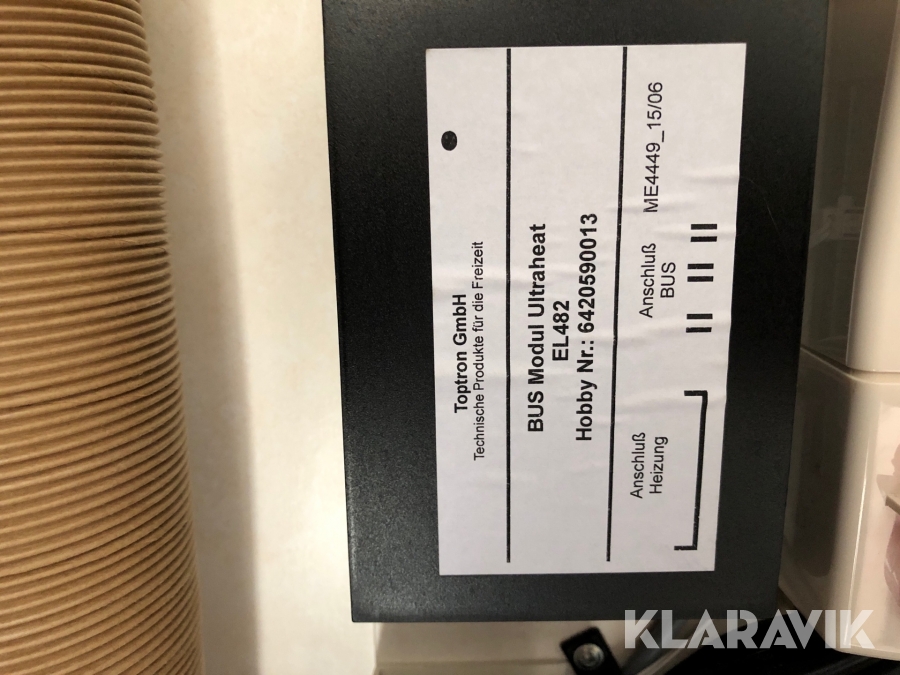 Toptron GmbH
Technische Produkte für die Freizeit
BUS Modul Ultraheat
EL482
Hobby Nr.: 6420590013
Anschluß
Heizung
Anschluß
BUS
ME4449_15/06
KLARAVIK